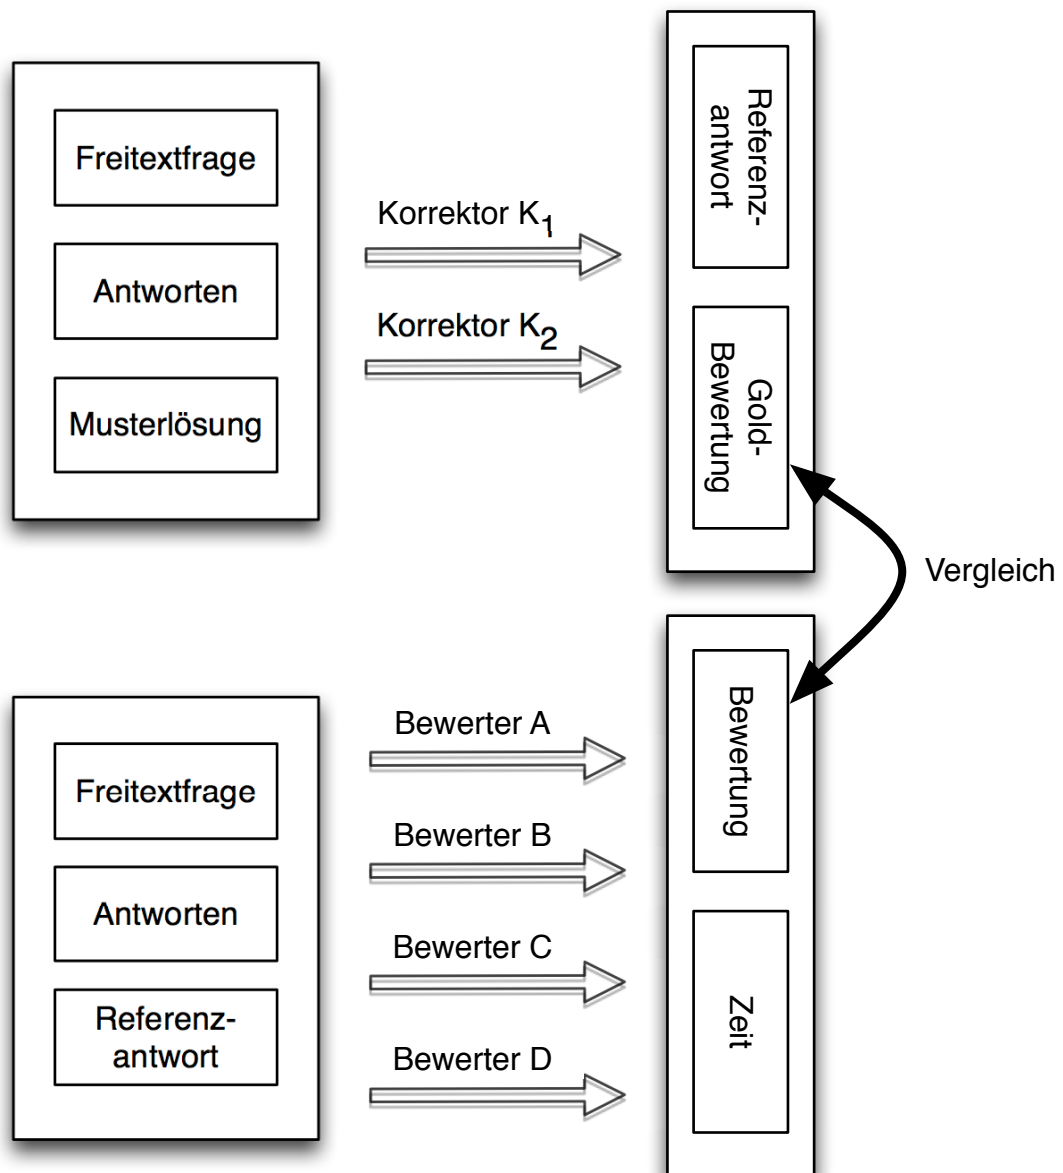 Freitextfrage
Antworten
Musterlösung
Korrektor K1
Korrektor K2
Referenz-
antwort
Gold-
Bewertung
Vergleich
Freitextfrage
Antworten
Referenz-
antwort
Bewerter A
Bewerter B
Bewerter C
Bewerter D
Bewertung
Zeit